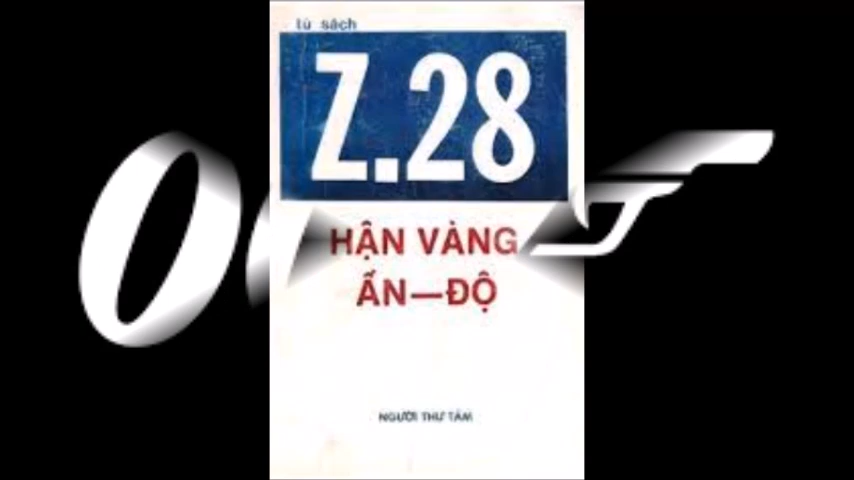 tủ sách
Z.28
HẬN VÀNG
ẤN—ĐỘ
NGƯỜI THỨ TÁM